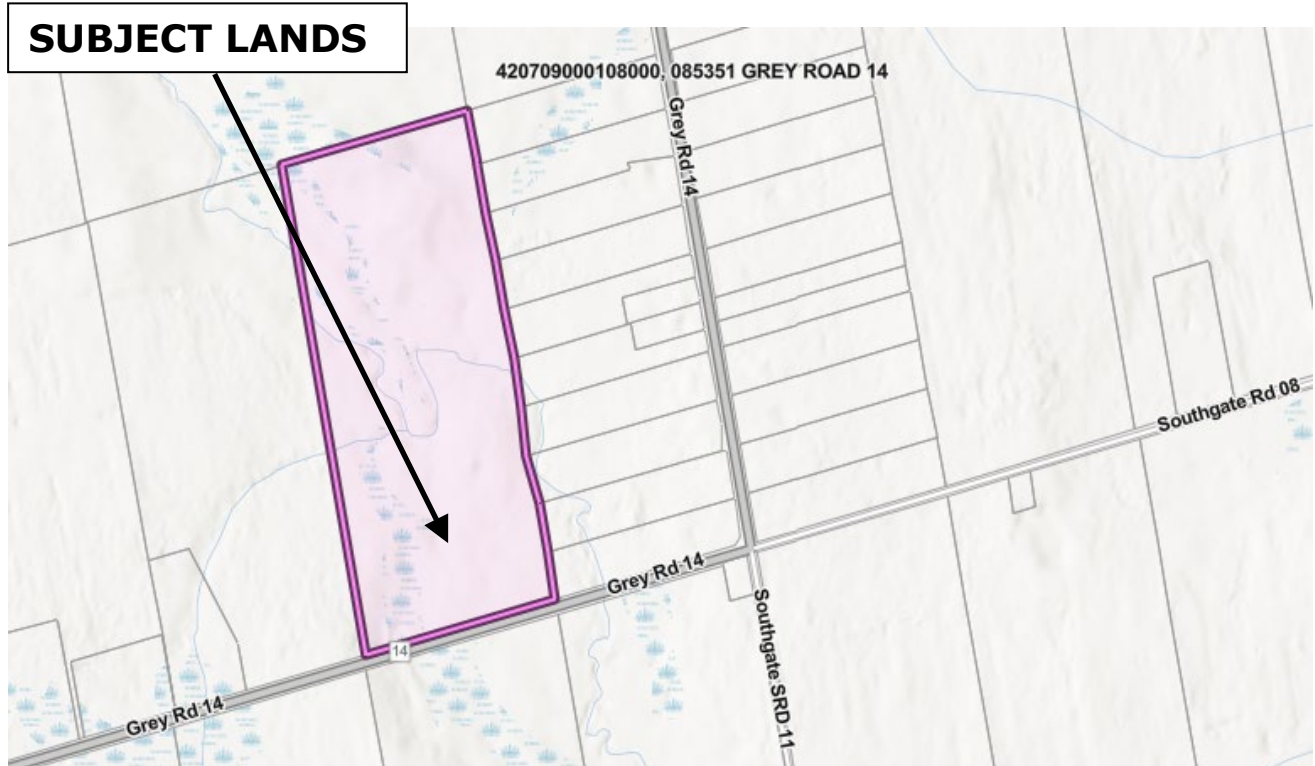 SUBJECT LANDS
420709000108000, 085351 GREY ROAD 14
Grey Rd 14
Southgate Rd 08
Grey Rd 14
14
Southgate SRD 11
Grey Rd 14